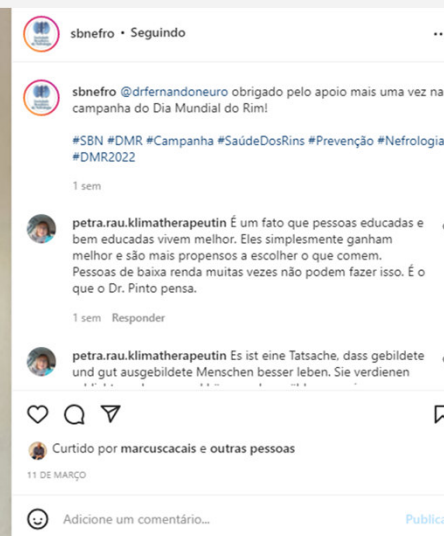 sbnefro • Seguindo
sbnefro @drfernandoneuro obrigado pelo apoio mais uma vez na
campanha do Dia Mundial do Rim!
#SBN #DMR #Campanha #SaúdeDosRins #Prevenção #Nefrologia
#DMR2022
1 sem
petra.rau.klimatherapeutin É um fato que pessoas educadas e
bem educadas vivem melhor. Eles simplesmente ganham
melhor e são mais propensos a escolher o que comem.
Pessoas de baixa renda muitas vezes não podem fazer isso. É o
que o Dr. Pinto pensa.
1 sem Responder
petra.rau.klimatherapeutin Es ist eine Tatsache, dass gebildete
und gut ausgebildete Menschen besser leben. Sie verdienen
Curtido por marcuscacais e outras pessoas
11 DE MARÇO
Adicione um comentário... Publica